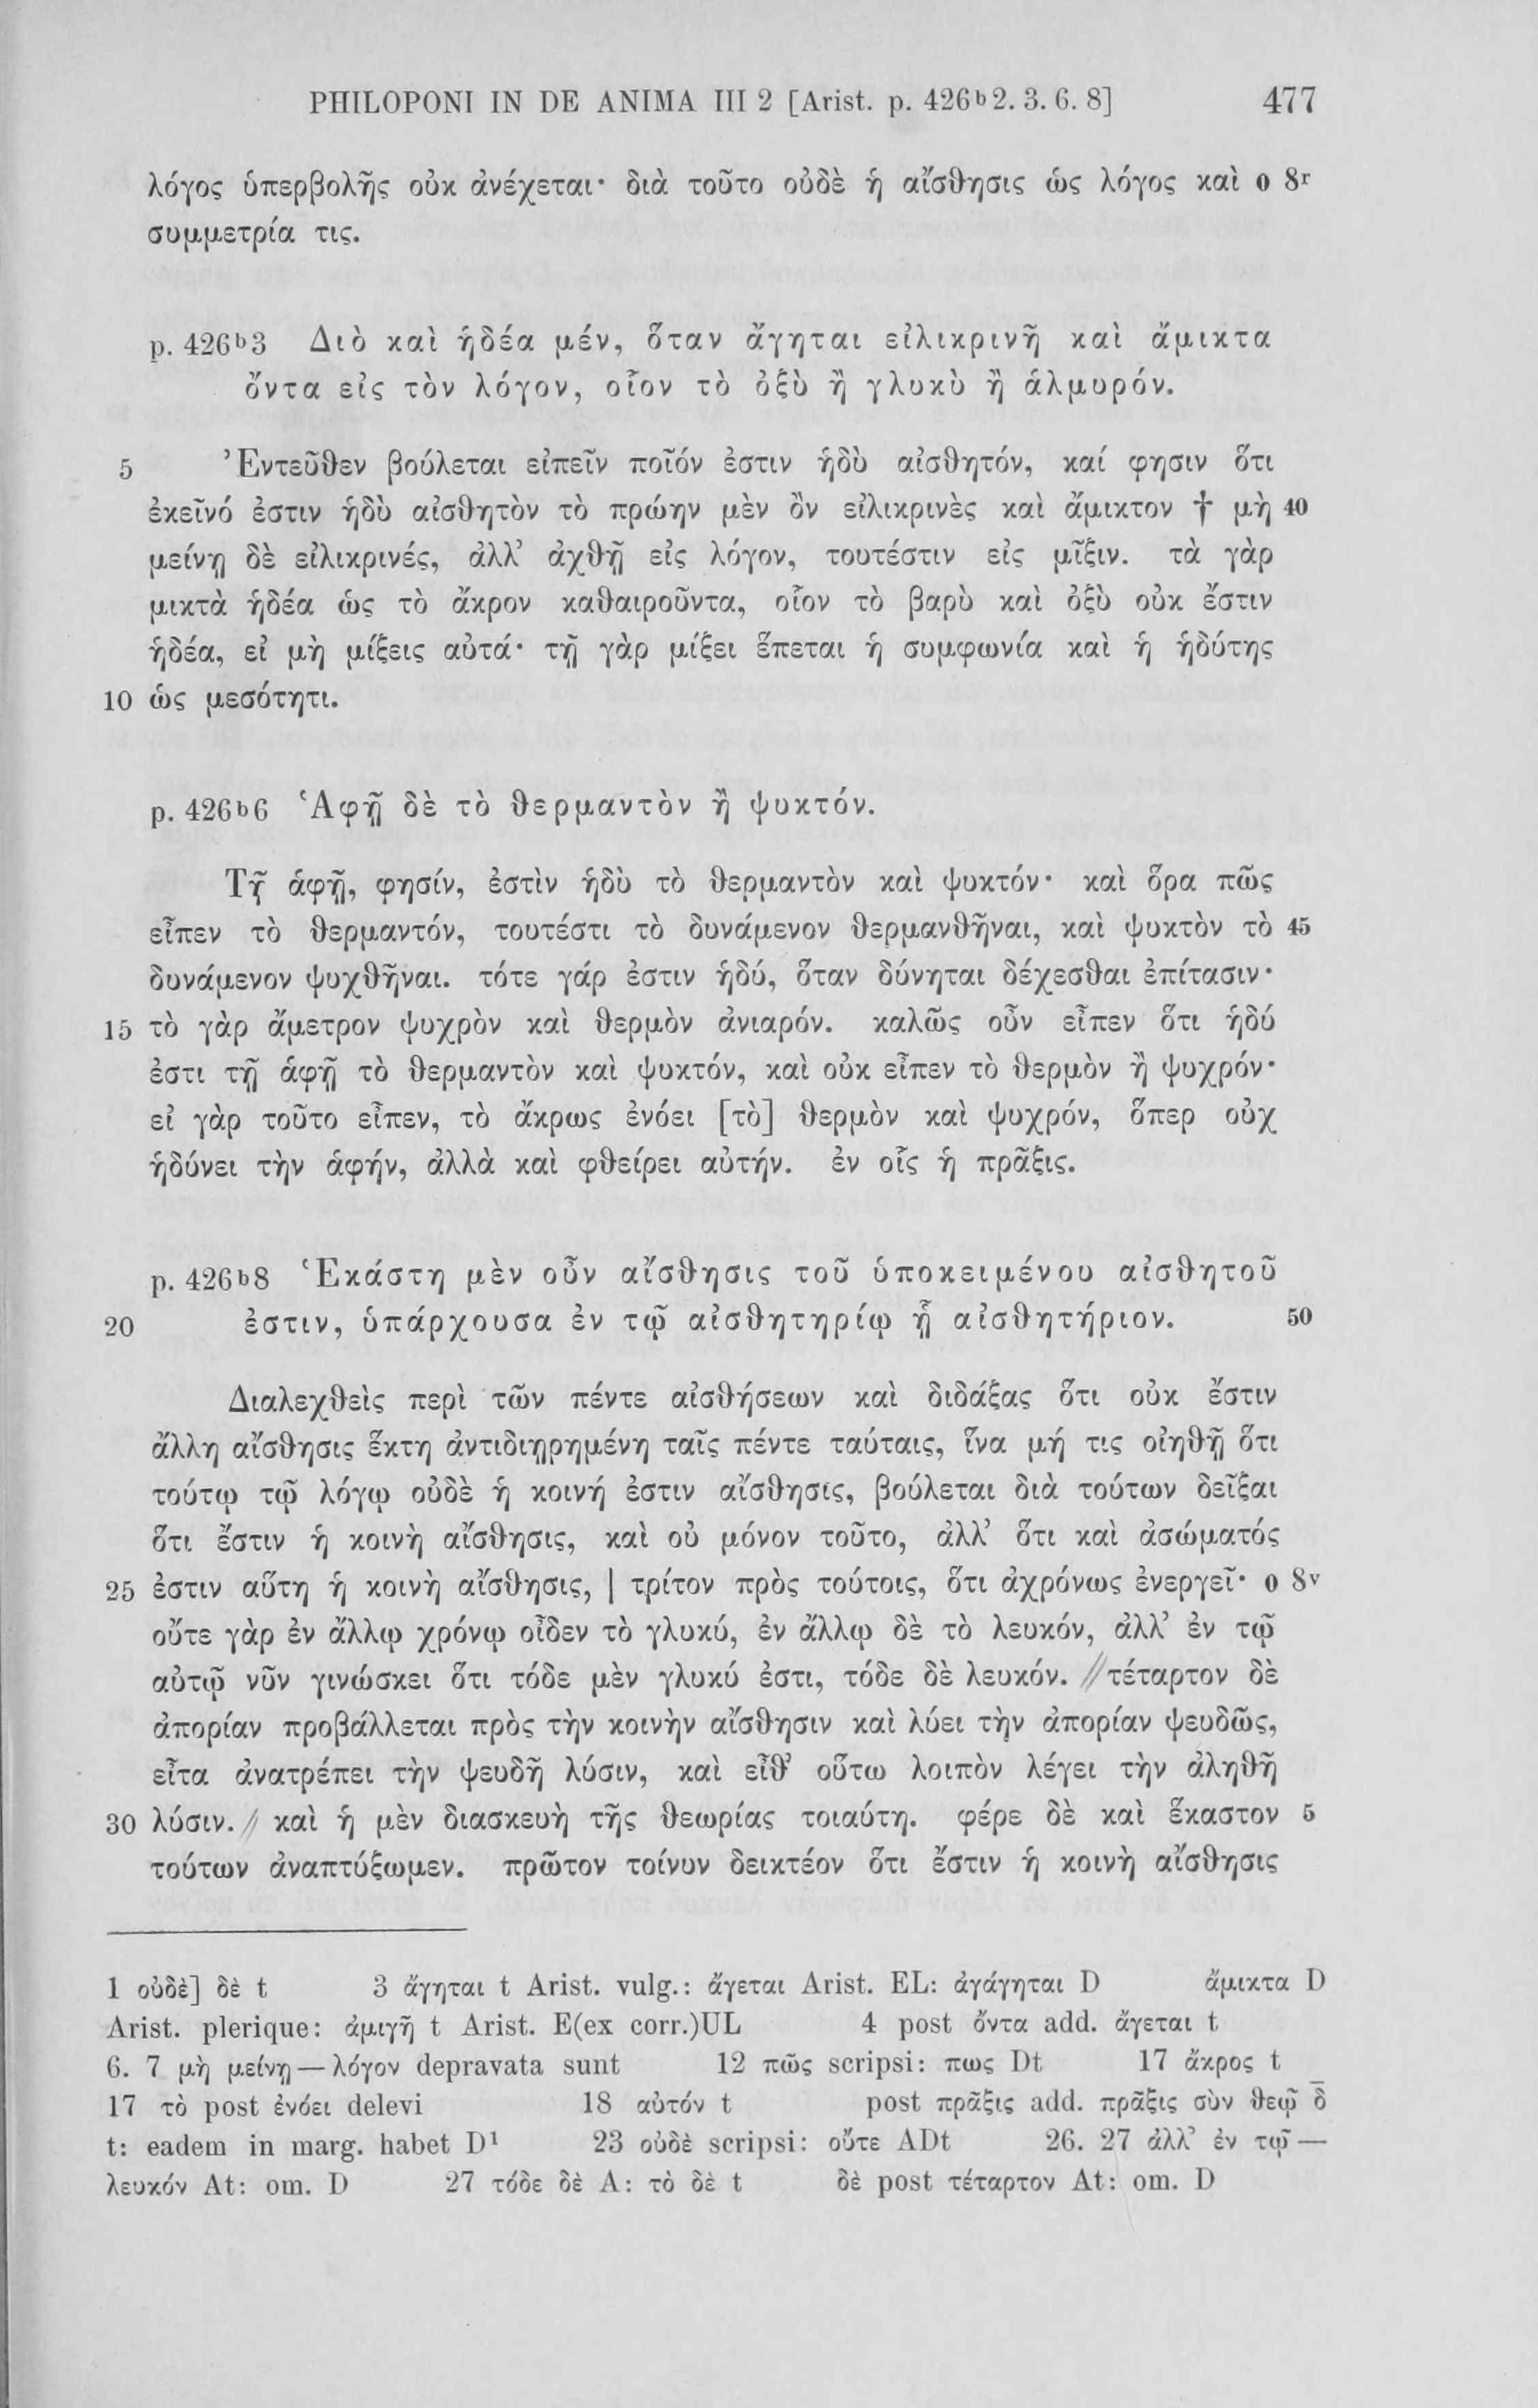 PHILOPONI IN DE ANIMA III 2 [Arist. p. 426ᵇ2. 3. 6. 8] 477
λόγος ὑπερβολῆς οὐκ ἀνέχεται· διὰ τοῦτο οὐδὲ ἡ αἴσθησις ὡς λόγος καὶ o 8ʳ
συμμετρία τις.
p. 426ᵇ3 Διὸ καὶ ἡδέα μέν, ὅταν ἄγηται εἰλικρινῆ καὶ ἄμικτα
ὄντα εἰς τὸν λόγον, οἷον τὸ ὀξὺ ἢ γλυκὺ ἢ ἁλμυρόν.
5 Ἐντεῦθεν βούλεται εἰπεῖν ποῖόν ἐστιν ἡδὺ αἰσθητόν, καί φησιν ὅτι
ἐκεῖνό ἐστιν ἡδὺ αἰσθητὸν τὸ πρώην μὲν ὂν εἰλικρινὲς καὶ ἄμικτον † μὴ 40
μείνῃ δὲ εἰλικρινές, ἀλλ’ ἀχθῇ εἰς λόγον, τουτέστιν εἰς μῖξιν. τὰ γὰρ
μικτὰ ἡδέα ὡς τὸ ἄκρον καθαιροῦντα, οἷον τὸ βαρὺ καὶ ὀξὺ οὐκ ἔστιν
ἡδέα, εἰ μὴ μίξεις αὐτά· τῇ γὰρ μίξει ἕπεται ἡ συμφωνία καὶ ἡ ἡδύτης
10 ὡς μεσότητι.
p. 426ᵇ6 Ἁφῇ δὲ τὸ θερμαντὸν ἢ ψυκτόν.
Τῇ ἁφῇ, φησίν, ἐστὶν ἡδὺ τὸ θερμαντὸν καὶ ψυκτόν· καὶ ὅρα πῶς
εἶπεν τὸ θερμαντόν, τουτέστι τὸ δυνάμενον θερμανθῆναι, καὶ ψυκτὸν τὸ 45
δυνάμενον ψυχθῆναι. τότε γάρ ἐστιν ἡδύ, ὅταν δύνηται δέχεσθαι ἐπίτασιν·
15 τὸ γὰρ ἄμετρον ψυχρὸν καὶ θερμὸν ἀνιαρόν. καλῶς οὖν εἶπεν ὅτι ἡδύ
ἐστι τῇ ἁφῇ τὸ θερμαντὸν καὶ ψυκτόν, καὶ οὐκ εἶπεν τὸ θερμὸν ἢ ψυχρόν·
εἰ γὰρ τοῦτο εἶπεν, τὸ ἄκρως ἐνόει [τὸ] θερμὸν καὶ ψυχρόν, ὅπερ οὐχ
ἡδύνει τὴν ἁφήν, ἀλλὰ καὶ φθείρει αὐτήν. ἐν οἷς ἡ πρᾶξις.
p. 426ᵇ8 Ἑκάστη μὲν οὖν αἴσθησις τοῦ ὑποκειμένου αἰσθητοῦ
20 ἐστιν, ὑπάρχουσα ἐν τῷ αἰσθητηρίῳ ᾗ αἰσθητήριον. 50
Διαλεχθεὶς περὶ τῶν πέντε αἰσθήσεων καὶ διδάξας ὅτι οὐκ ἔστιν
ἄλλη αἴσθησις ἕκτη ἀντιδιῃρημένη ταῖς πέντε ταύταις, ἵνα μή τις οἰηθῇ ὅτι
τούτῳ τῷ λόγῳ οὐδὲ ἡ κοινή ἐστιν αἴσθησις, βούλεται διὰ τούτων δεῖξαι
ὅτι ἔστιν ἡ κοινὴ αἴσθησις, καὶ οὐ μόνον τοῦτο, ἀλλ’ ὅτι καὶ ἀσώματός
25 ἐστιν αὕτη ἡ κοινὴ αἴσθησις, | τρίτον πρὸς τούτοις, ὅτι ἀχρόνως ἐνεργεῖ· o 8ᵛ
οὔτε γὰρ ἐν ἄλλῳ χρόνῳ οἶδεν τὸ γλυκύ, ἐν ἄλλῳ δὲ τὸ λευκόν, ἀλλ’ ἐν τῷ
αὐτῷ νῦν γινώσκει ὅτι τόδε μὲν γλυκύ ἐστι, τόδε δὲ λευκόν. // τέταρτον δὲ
ἀπορίαν προβάλλεται πρὸς τὴν κοινὴν αἴσθησιν καὶ λύει τὴν ἀπορίαν ψευδῶς,
εἶτα ἀνατρέπει τὴν ψευδῆ λύσιν, καὶ εἶθ’ οὕτω λοιπὸν λέγει τὴν ἀληθῆ
30 λύσιν. // καὶ ἡ μὲν διασκευὴ τῆς θεωρίας τοιαύτη. φέρε δὲ καὶ ἕκαστον 5
τούτων ἀναπτύξωμεν. πρῶτον τοίνυν δεικτέον ὅτι ἔστιν ἡ κοινὴ αἴσθησις
1 οὐδὲ] δὲ t 3 ἄγηται t Arist. vulg.: ἄγεται Arist. EL: ἀγάγηται D ἄμικτα D
Arist. plerique: ἀμιγῆ t Arist. E(ex corr.)UL 4 post ὄντα add. ἄγεται t
6. 7 μὴ μείνῃ — λόγον depravata sunt 12 πῶς scripsi: πως Dt 17 ἄκρος t
17 τὸ post ἐνόει delevi 18 αὐτόν t post πρᾶξις add. πρᾶξις σὺν θεῷ δ̄
t: eadem in marg. habet D¹ 23 οὐδὲ scripsi: οὔτε ADt 26. 27 ἀλλ’ ἐν τῷ —
λευκόν At: om. D 27 τόδε δὲ A: τὸ δὲ t δὲ post τέταρτον At: om. D